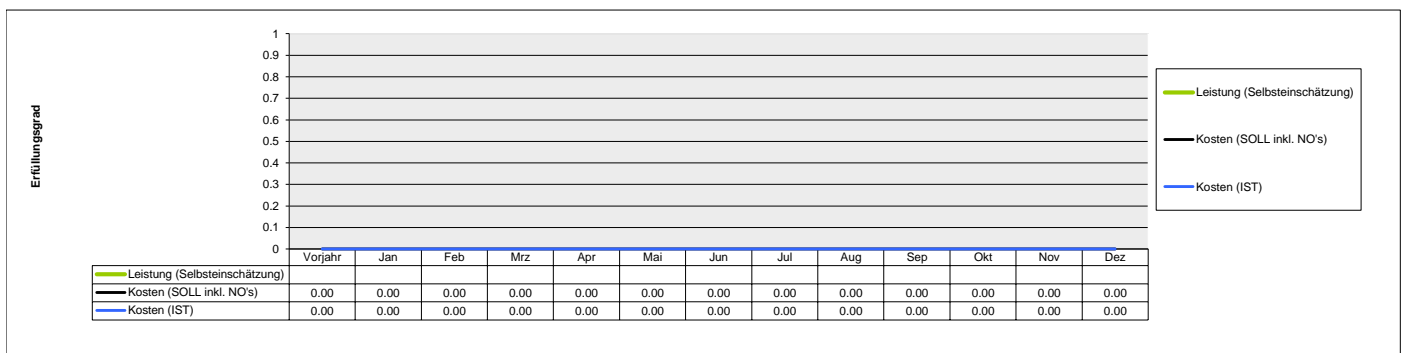 Erfüllungsgrad
1
0.9
0.8
0.7
0.6
0.5
0.4
0.3
0.2
0.1
0
Vorjahr Jan Feb Mrz Apr Mai Jun Jul Aug Sep Okt Nov Dez
Leistung (Selbsteinschätzung)
Kosten (SOLL inkl. NO's) 0.00 0.00 0.00 0.00 0.00 0.00 0.00 0.00 0.00 0.00 0.00 0.00 0.00
Kosten (IST) 0.00 0.00 0.00 0.00 0.00 0.00 0.00 0.00 0.00 0.00 0.00 0.00 0.00
Leistung (Selbsteinschätzung)
Kosten (SOLL inkl. NO's)
Kosten (IST)